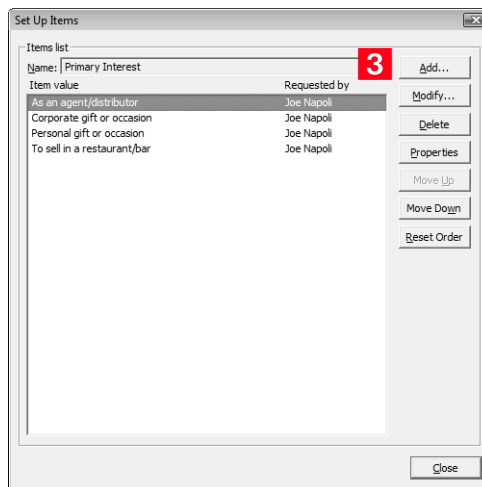 Set Up Items
Items list
Name: Primary Interest
3
Add...
Item value Requested by
Modify...
As an agent/distributor Joe Napoli
Corporate gift or occasion Joe Napoli
Delete
Personal gift or occasion Joe Napoli
To sell in a restaurant/bar Joe Napoli
Properties
Move Up
Move Down
Reset Order
Close